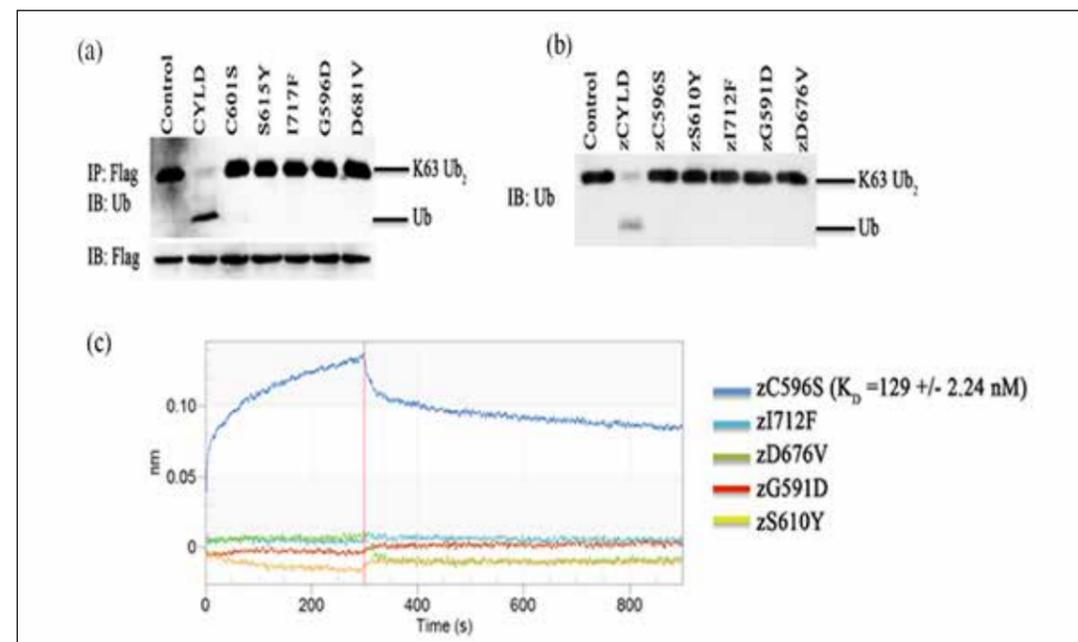 (a)
Control
CYLD
C601S
S615Y
I717F
G596D
D681V
IP: Flag
IB: Ub
K63 Ub2
Ub
IB: Flag
(b)
Control
zCYLD
zC596S
zS610Y
zI712F
zG591D
zD676V
IB: Ub
K63 Ub2
Ub
(c)
0.10
0.05
0
nm
0 200 400 600 800
Time (s)
zC596S (KD =129 +/- 2.24 nM)
zI712F
zD676V
zG591D
zS610Y